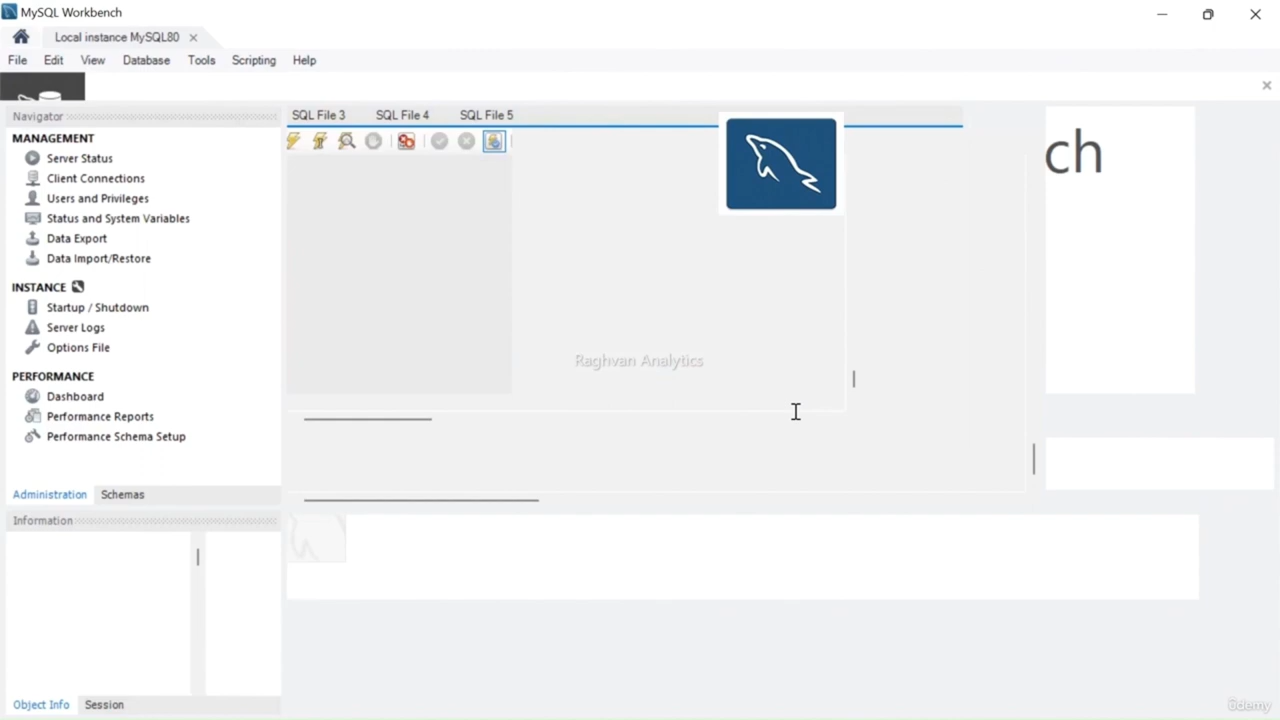 MySQL Workbench
Local instance MySQL80
File Edit View Database Tools Scripting Help
Navigator
MANAGEMENT
Server Status
Client Connections
Users and Privileges
Status and System Variables
Data Export
Data Import/Restore
INSTANCE
Startup / Shutdown
Server Logs
Options File
PERFORMANCE
Dashboard
Performance Reports
Performance Schema Setup
Administration Schemas
Information
Object Info Session
SQL File 3 SQL File 4 SQL File 5
ch
Raghvan Analytics
ûdemy